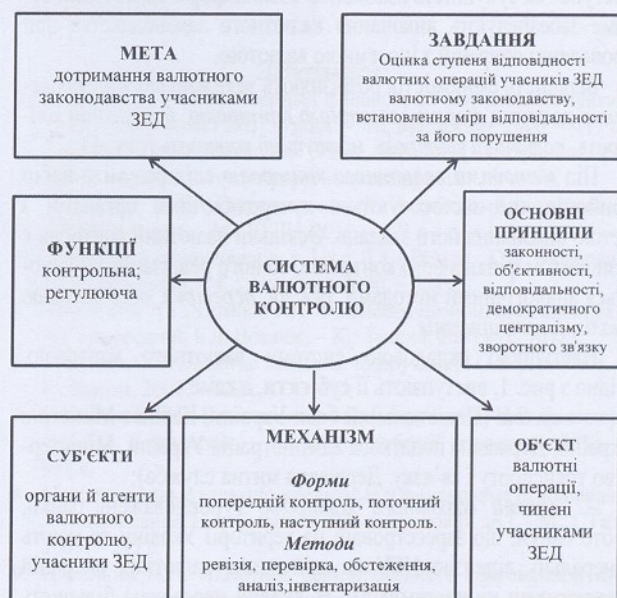 МЕТА
дотримання валютного
законодавства учасниками
ЗЕД
ЗАВДАННЯ
Оцінка ступеня відповідності
валютних операцій учасників ЗЕД
валютному законодавству,
встановлення міри відповідальності
за його порушення
ФУНКЦІЇ
контрольна;
регулююча
СИСТЕМА
ВАЛЮТНОГО
КОНТРОЛЮ
ОСНОВНІ
ПРИНЦИПИ
законності,
об'єктивності,
відповідальності,
демократичного
централізму,
зворотного зв'язку
СУБ'ЄКТИ
органи й агенти
валютного
контролю,
учасники ЗЕД
МЕХАНІЗМ
Форми
попередній контроль, поточний
контроль, наступний контроль.
Методи
ревізія, перевірка, обстеження,
аналіз,інвентаризація
ОБ'ЄКТ
валютні
операції,
чинені
учасниками
ЗЕД